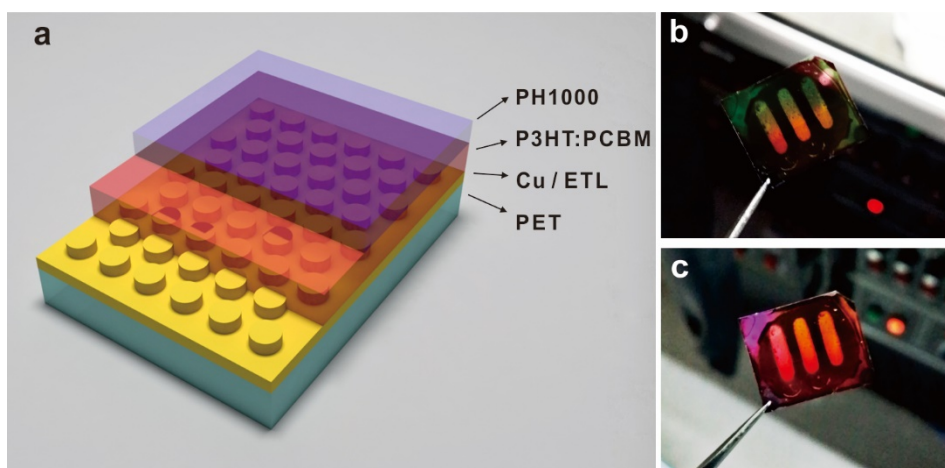 a
PH1000
P3HT:PCBM
Cu / ETL
PET
b
c